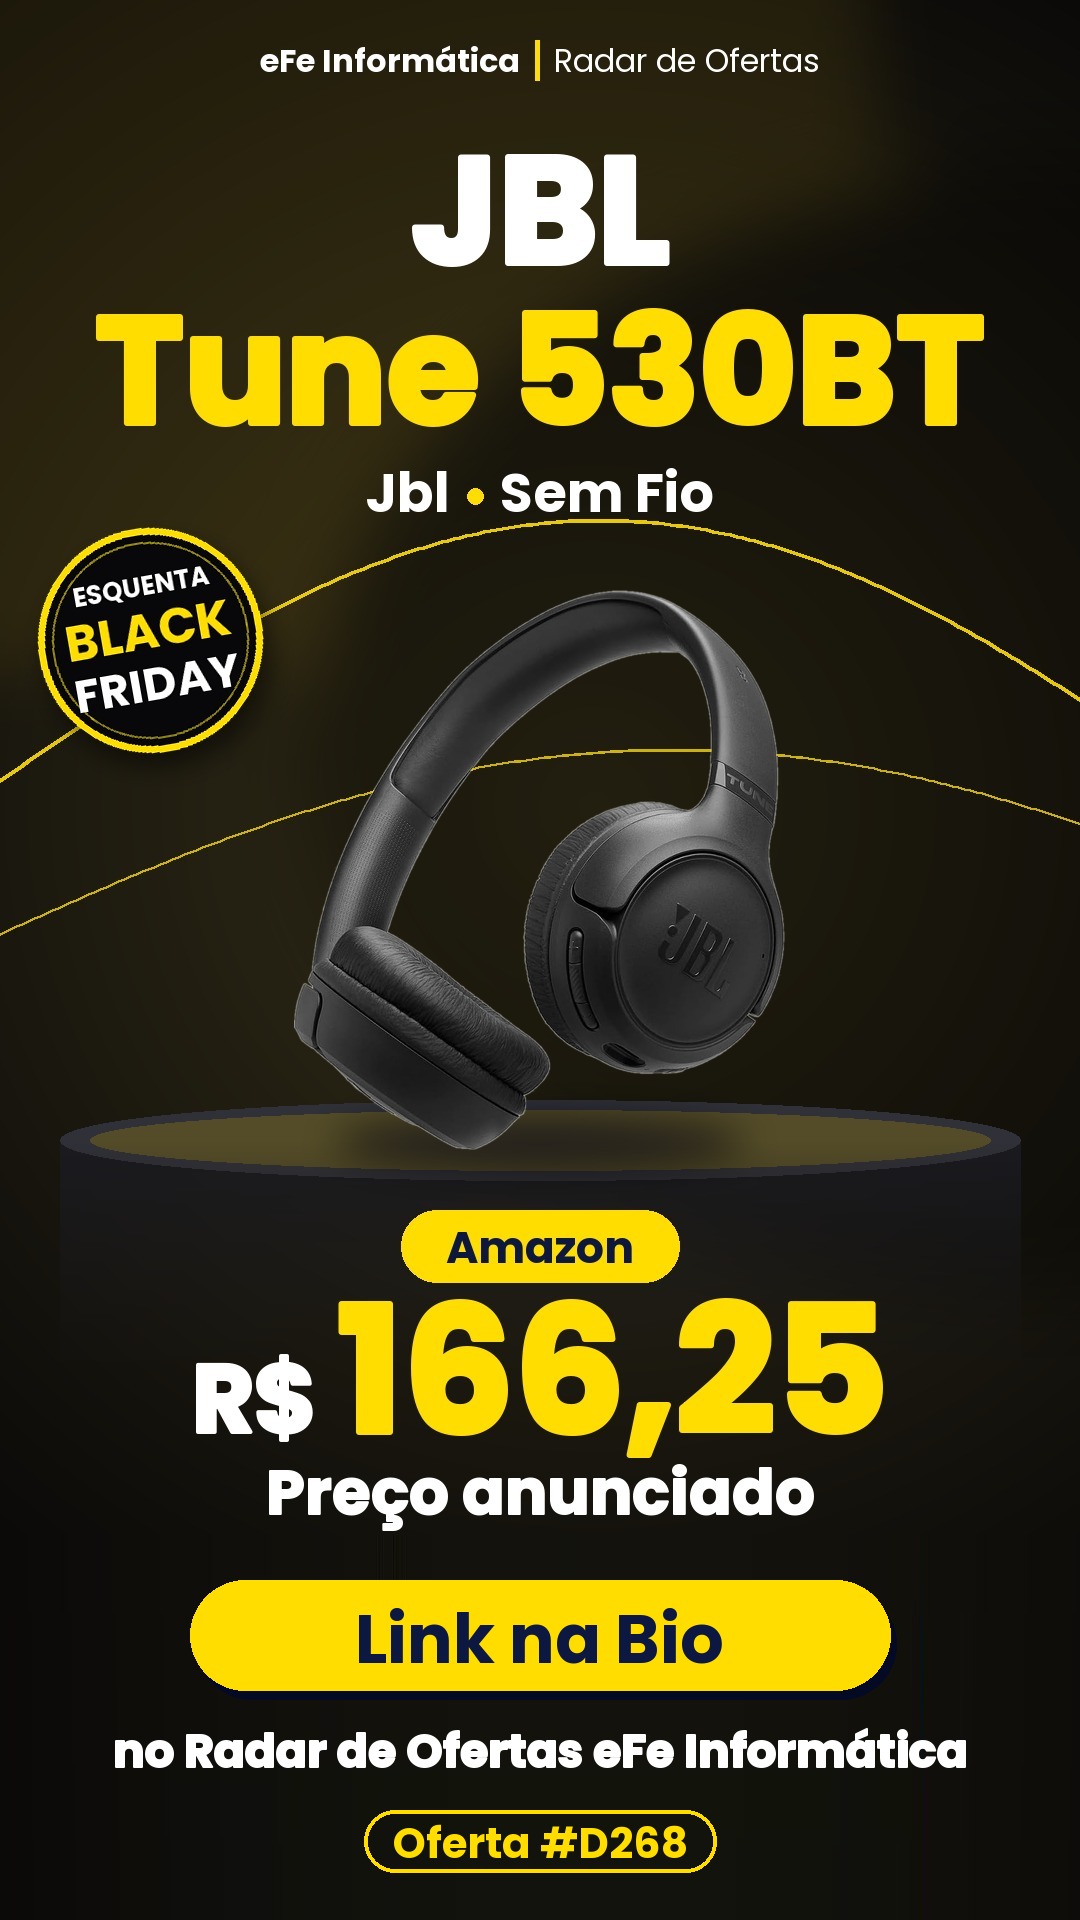 eFe Informática | Radar de Ofertas
JBL
Tune 530BT
Jbl • Sem Fio
ESQUENTA
BLACK
FRIDAY
TUNE
JBL
Amazon
R$ 166,25
Preço anunciado
Link na Bio
no Radar de Ofertas eFe Informática
Oferta #D268